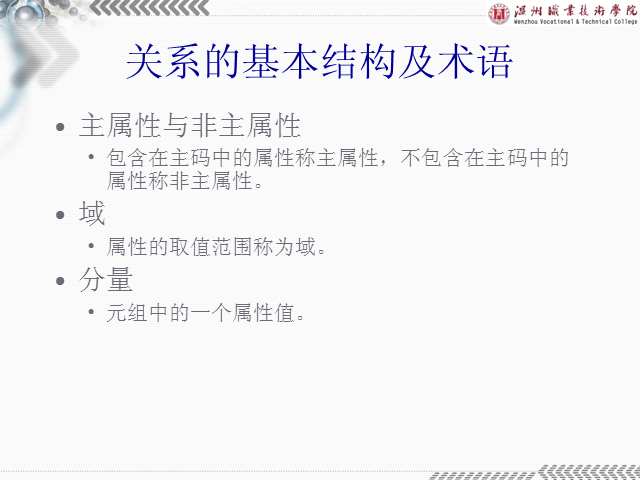 温州职业技术学院
Wenzhou Vocational & Technical College
关系的基本结构及术语
• 主属性与非主属性
• 包含在主码中的属性称主属性，不包含在主码中的
属性称非主属性。
• 域
• 属性的取值范围称为域。
• 分量
• 元组中的一个属性值。